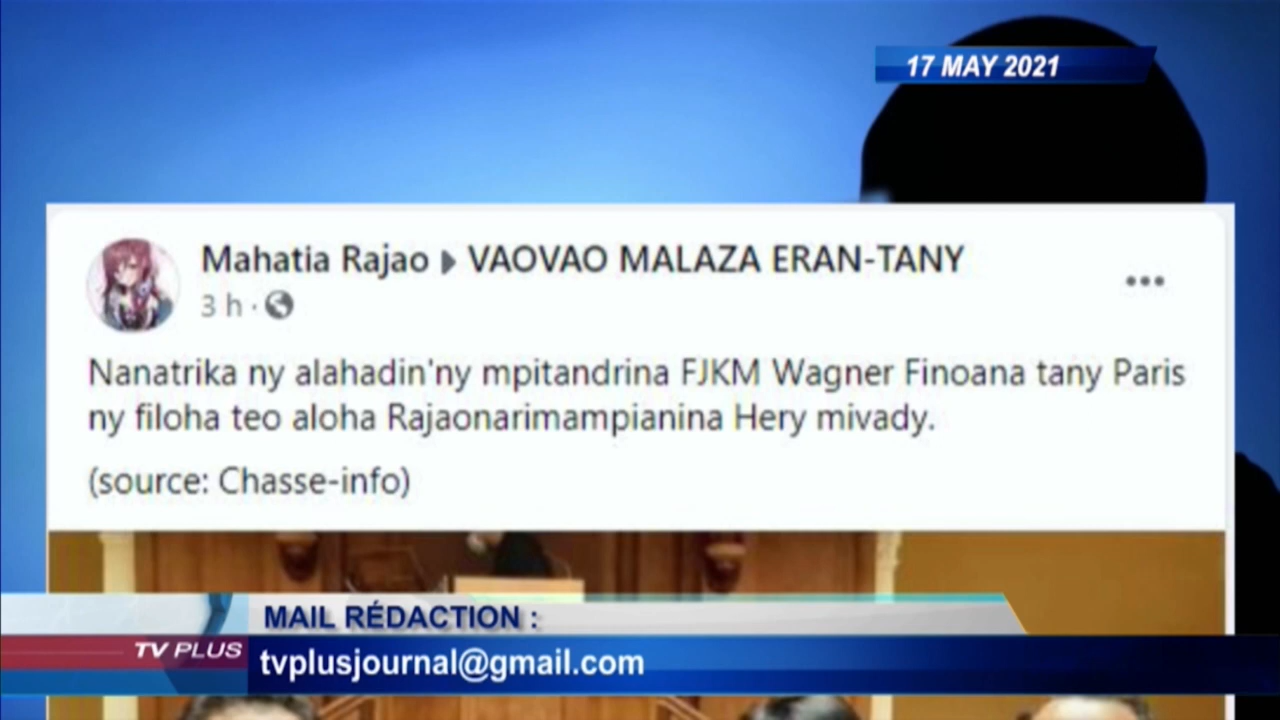 17 MAY 2021
Mahatia Rajao ▸ VAOVAO MALAZA ERAN-TANY
3 h ·
Nanatrika ny alahadin'ny mpitandrina FJKM Wagner Finoana tany Paris
ny filoha teo aloha Rajaonarimampianina Hery mivady.
(source: Chasse-info)
MAIL RÉDACTION :
TV PLUS
tvplusjournal@gmail.com